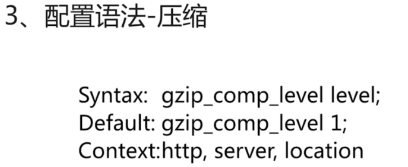 3、配置语法-压缩
Syntax: gzip_comp_level level;
Default: gzip_comp_level 1;
Context:http, server, location